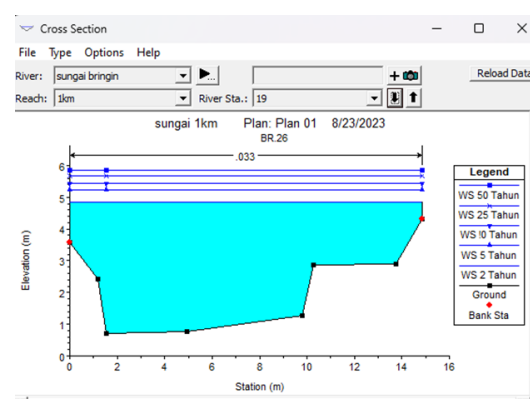 Cross Section
File Type Options Help
River: sungai bringin
Reload Data
Reach: 1km River Sta.: 19
sungai 1km Plan: Plan 01 8/23/2023
BR.26
.033
Legend
WS 50 Tahun
WS 25 Tahun
WS !0 Tahun
WS 5 Tahun
WS 2 Tahun
Ground
Bank Sta
Elevation (m)
6
5
4
3
2
1
0
0 2 4 6 8 10 12 14 16
Station (m)